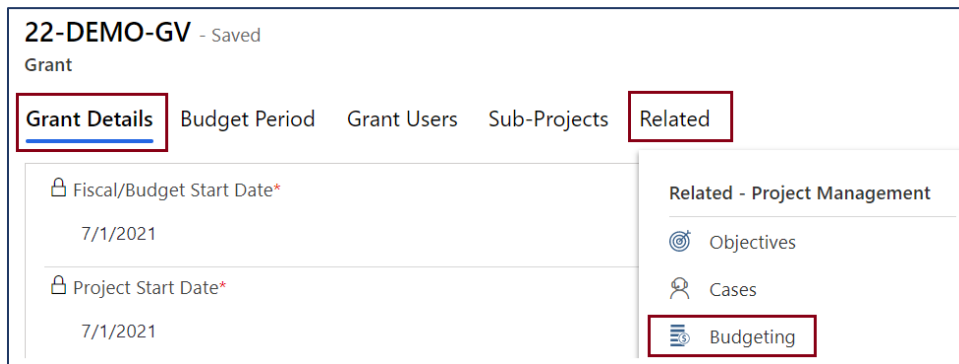 22-DEMO-GV - Saved
Grant
Grant Details Budget Period Grant Users Sub-Projects Related
Fiscal/Budget Start Date*
7/1/2021
Project Start Date*
7/1/2021
Related - Project Management
Objectives
Cases
Budgeting